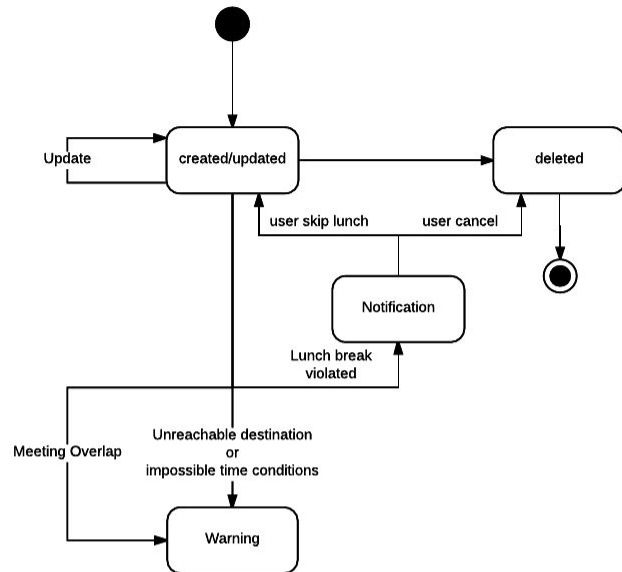 Update
created/updated
deleted
user skip lunch
user cancel
Notification
Lunch break
violated
Meeting Overlap
Unreachable destination
or
impossible time conditions
Warning